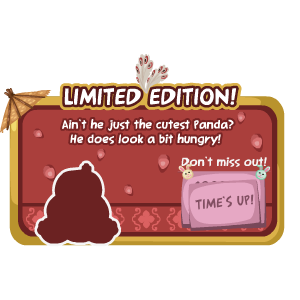 LIMITED EDITION!
Ain't he just the cutest Panda?
He does look a bit hungry!
Don't miss out!
TIME'S UP!